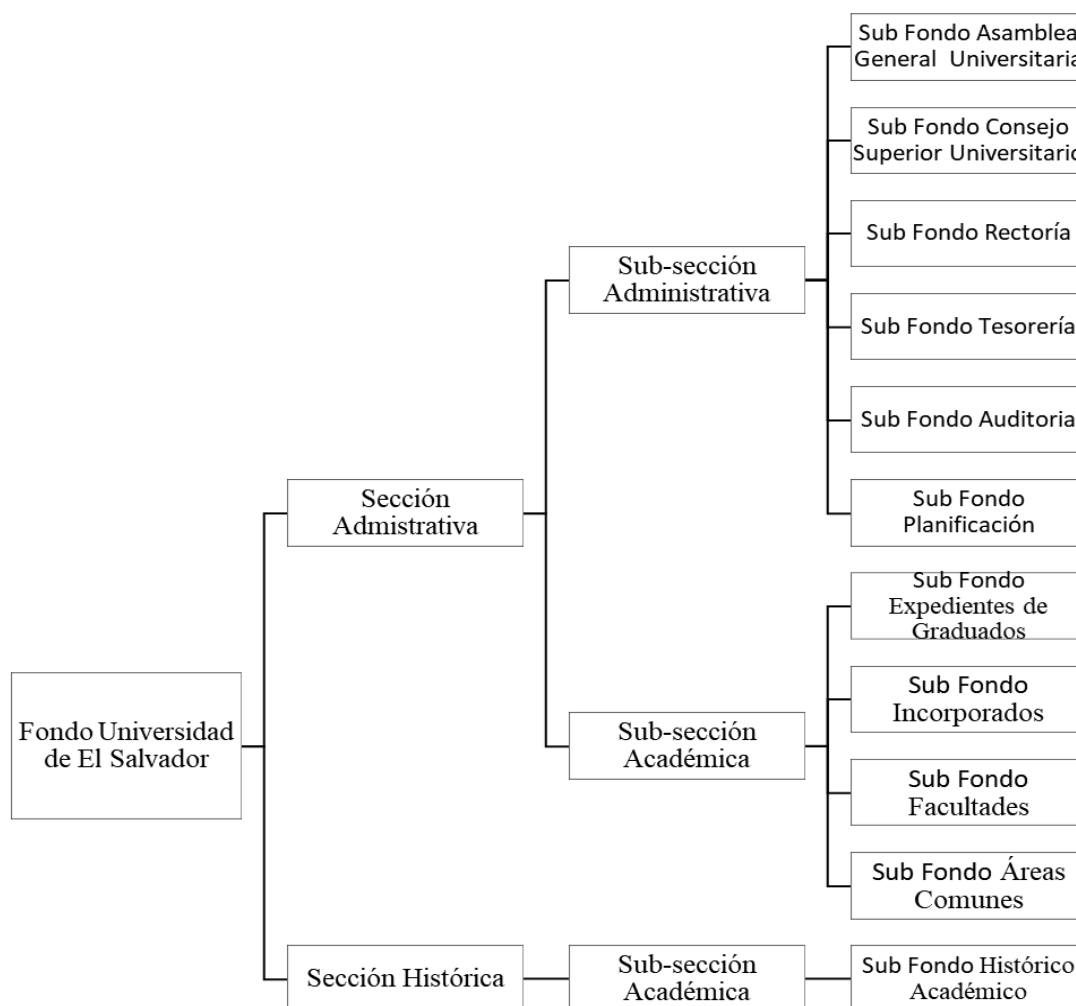 Sub Fondo Asamblea
General Universitaria
Sub Fondo Consejo
Superior Universitario
Sub Fondo Rectoría
Sub-sección
Administrativa
Sub Fondo Tesorería
Sub Fondo Auditoria
Sección
Admistrativa
Sub Fondo
Planificación
Sub Fondo
Expedientes de
Graduados
Sub Fondo
Incorporados
Fondo Universidad
de El Salvador
Sub-sección
Académica
Sub Fondo
Facultades
Sub Fondo Áreas
Comunes
Sección Histórica
Sub-sección
Académica
Sub Fondo Histórico
Académico